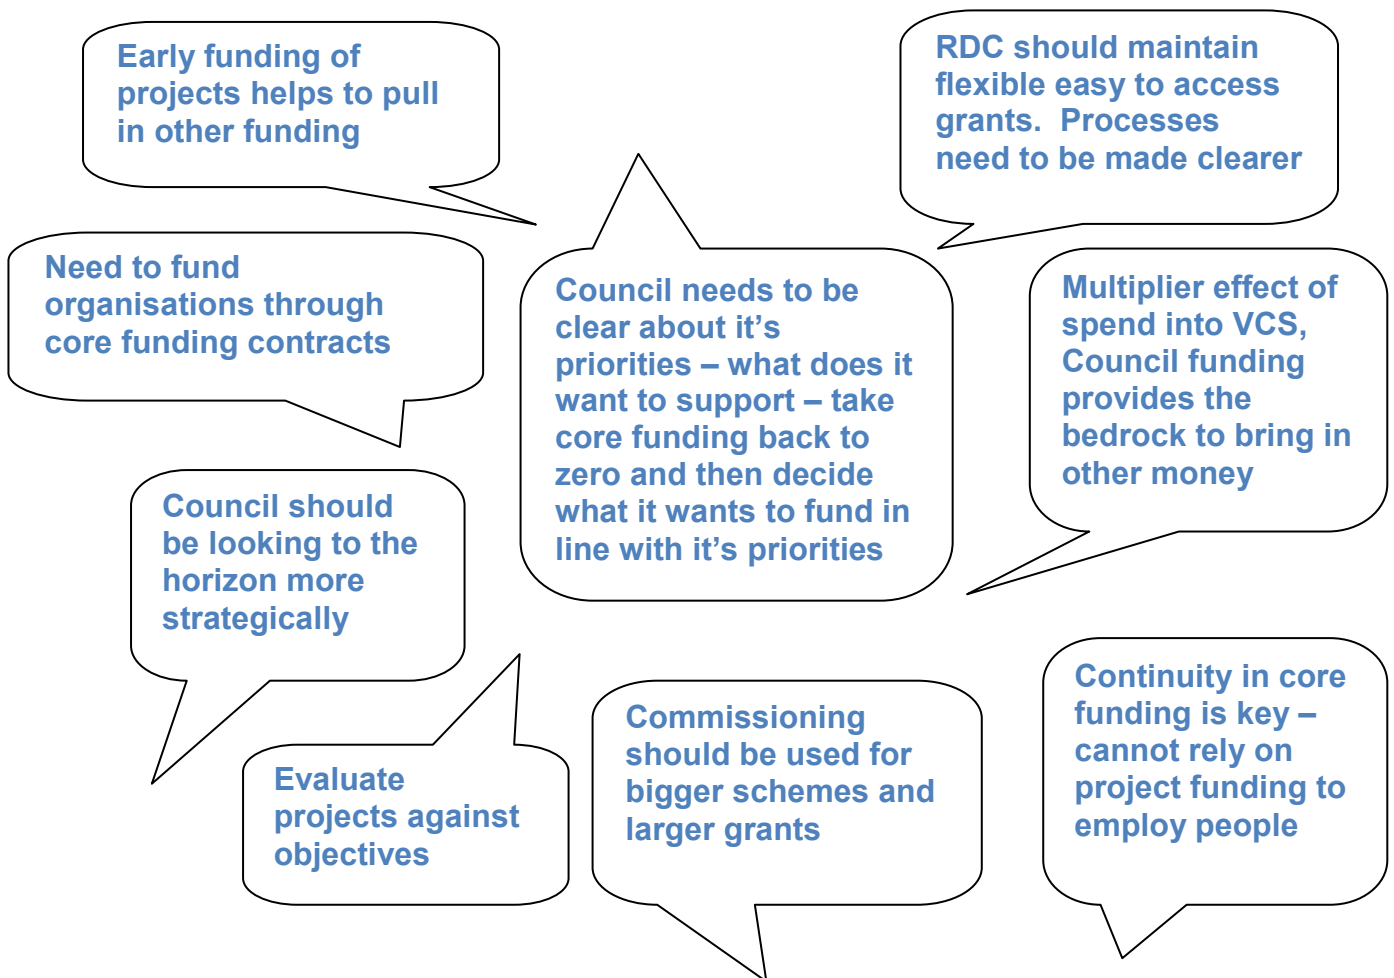 Early funding of
projects helps to pull
in other funding
RDC should maintain
flexible easy to access
grants.  Processes
need to be made clearer
Need to fund
organisations through
core funding contracts
Council needs to be
clear about it's
priorities – what does it
want to support – take
core funding back to
zero and then decide
what it wants to fund in
line with it's priorities
Multiplier effect of
spend into VCS,
Council funding
provides the
bedrock to bring in
other money
Council should
be looking to the
horizon more
strategically
Evaluate
projects against
objectives
Commissioning
should be used for
bigger schemes and
larger grants
Continuity in core
funding is key –
cannot rely on
project funding to
employ people